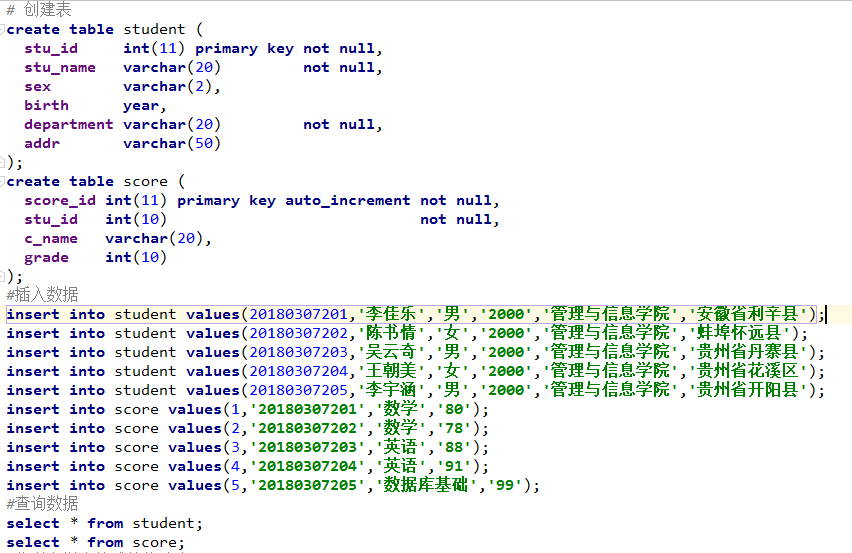 # 创建表
create table student (
stu_id int(11) primary key not null,
stu_name varchar(20) not null,
sex varchar(2),
birth year,
department varchar(20) not null,
addr varchar(50)
);
create table score (
score_id int(11) primary key auto_increment not null,
stu_id int(10) not null,
c_name varchar(20),
grade int(10)
);
#插入数据
insert into student values(20180307201,'李佳乐','男','2000','管理与信息学院','安徽省利辛县');
insert into student values(20180307202,'陈书情','女','2000','管理与信息学院','蚌埠怀远县');
insert into student values(20180307203,'吴云奇','男','2000','管理与信息学院','贵州省丹寨县');
insert into student values(20180307204,'王朝美','女','2000','管理与信息学院','贵州省花溪区');
insert into student values(20180307205,'李宇涵','男','2000','管理与信息学院','贵州省开阳县');
insert into score values(1,'20180307201','数学','80');
insert into score values(2,'20180307202','数学','78');
insert into score values(3,'20180307203','英语','88');
insert into score values(4,'20180307204','英语','91');
insert into score values(5,'20180307205','数据库基础','99');
#查询数据
select * from student;
select * from score;